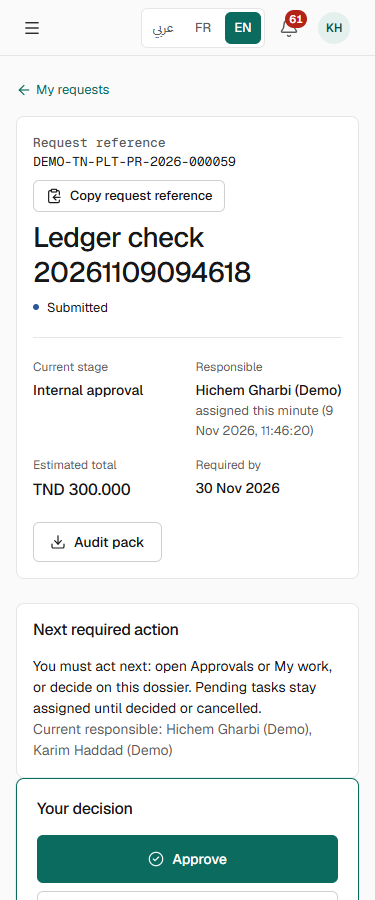 عربي FR EN 61 KH
My requests
Request reference
DEMO-TN-PLT-PR-2026-000059
Copy request reference
Ledger check
20261109094618
Submitted
Current stage
Internal approval
Responsible
Hichem Gharbi (Demo)
assigned this minute (9
Nov 2026, 11:46:20)
Estimated total
TND 300.000
Required by
30 Nov 2026
Audit pack
Next required action
You must act next: open Approvals or My work,
or decide on this dossier. Pending tasks stay
assigned until decided or cancelled.
Current responsible: Hichem Gharbi (Demo),
Karim Haddad (Demo)
Your decision
Approve